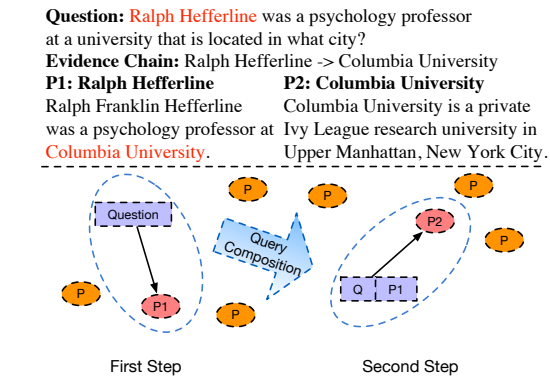 Question: Ralph Hefferline was a psychology professor
at a university that is located in what city?
Evidence Chain: Ralph Hefferline -> Columbia University
P1: Ralph Hefferline
Ralph Franklin Hefferline
was a psychology professor at
Columbia University.
P2: Columbia University
Columbia University is a private
Ivy League research university in
Upper Manhattan, New York City.
Question
P1
P
P
P
Query
Composition
P
P
P
P2
Q P1
First Step
Second Step